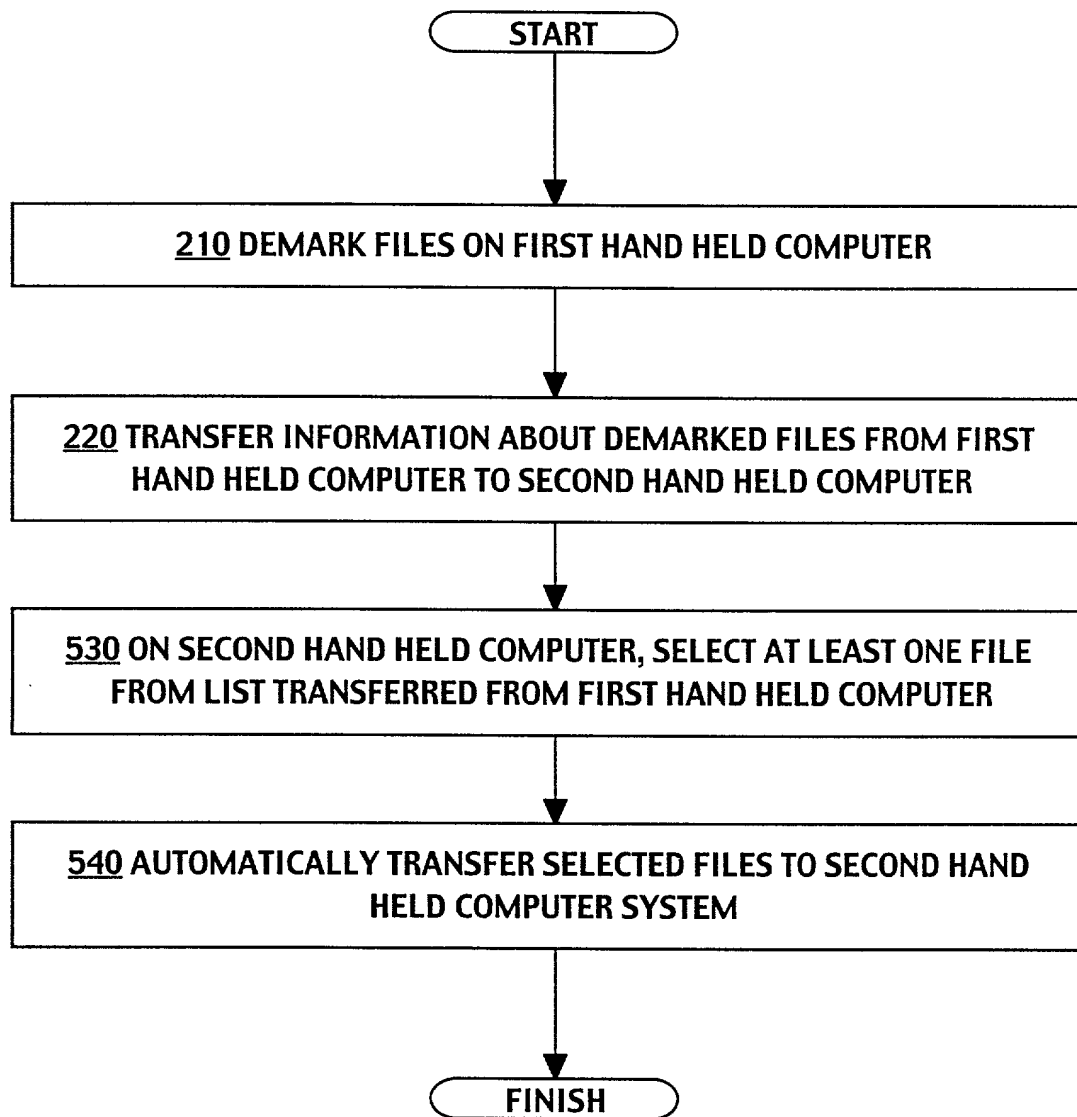 START
210 DEMARK FILES ON FIRST HAND HELD COMPUTER
220 TRANSFER INFORMATION ABOUT DEMARKED FILES FROM FIRST
HAND HELD COMPUTER TO SECOND HAND HELD COMPUTER
530 ON SECOND HAND HELD COMPUTER, SELECT AT LEAST ONE FILE
FROM LIST TRANSFERRED FROM FIRST HAND HELD COMPUTER
540 AUTOMATICALLY TRANSFER SELECTED FILES TO SECOND HAND
HELD COMPUTER SYSTEM
FINISH